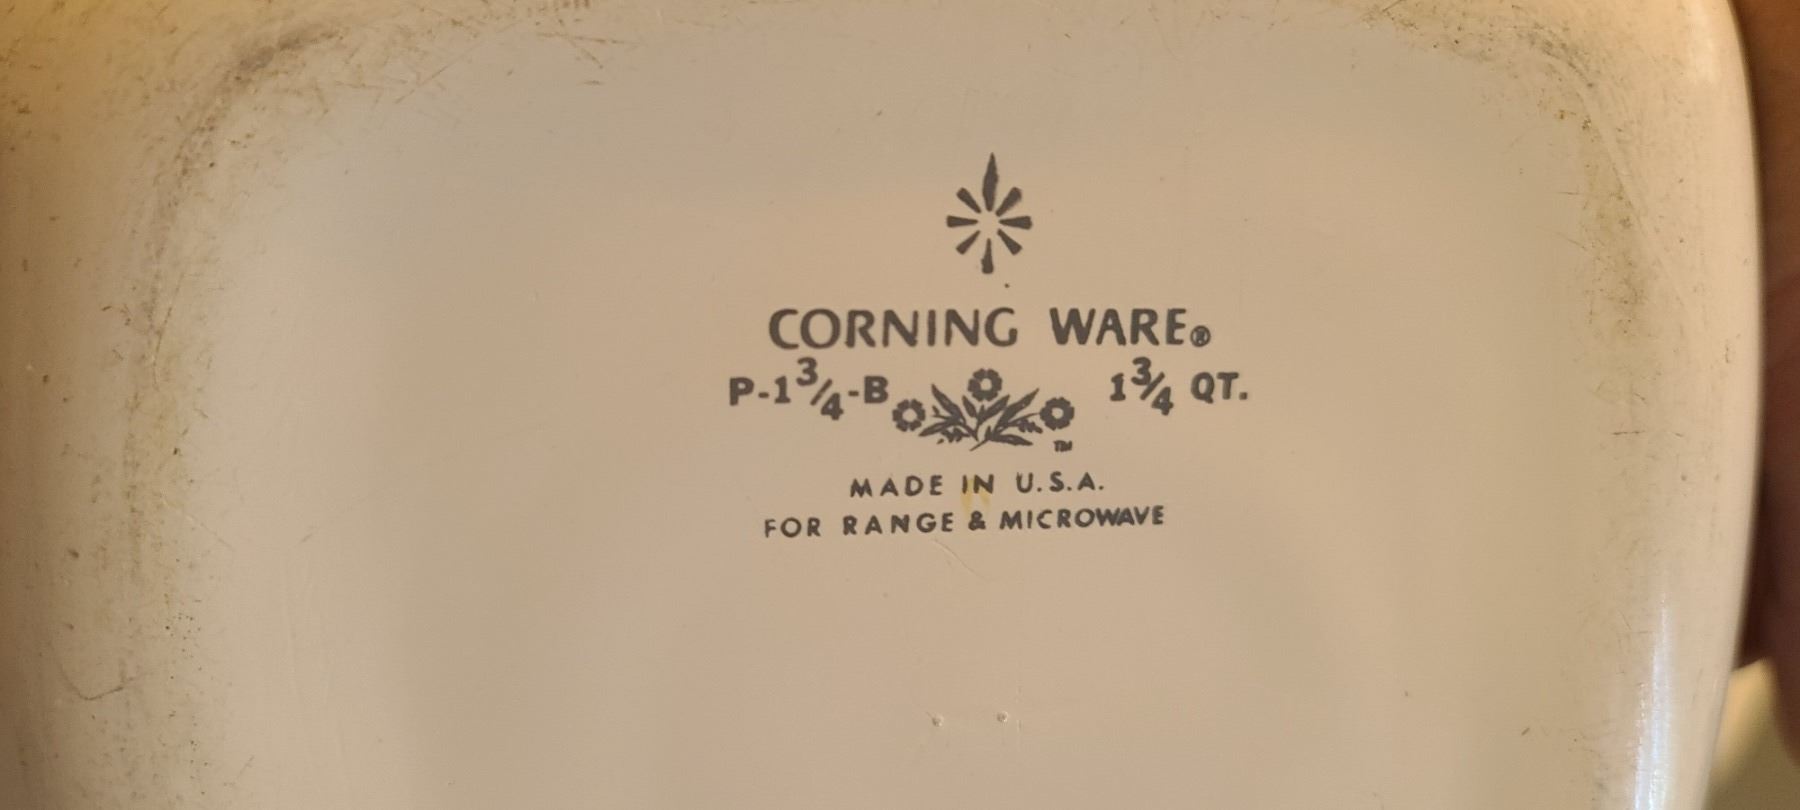 CORNING WARE®
P-1¾-B 1¾ QT.
TM
MADE IN U.S.A.
FOR RANGE & MICROWAVE